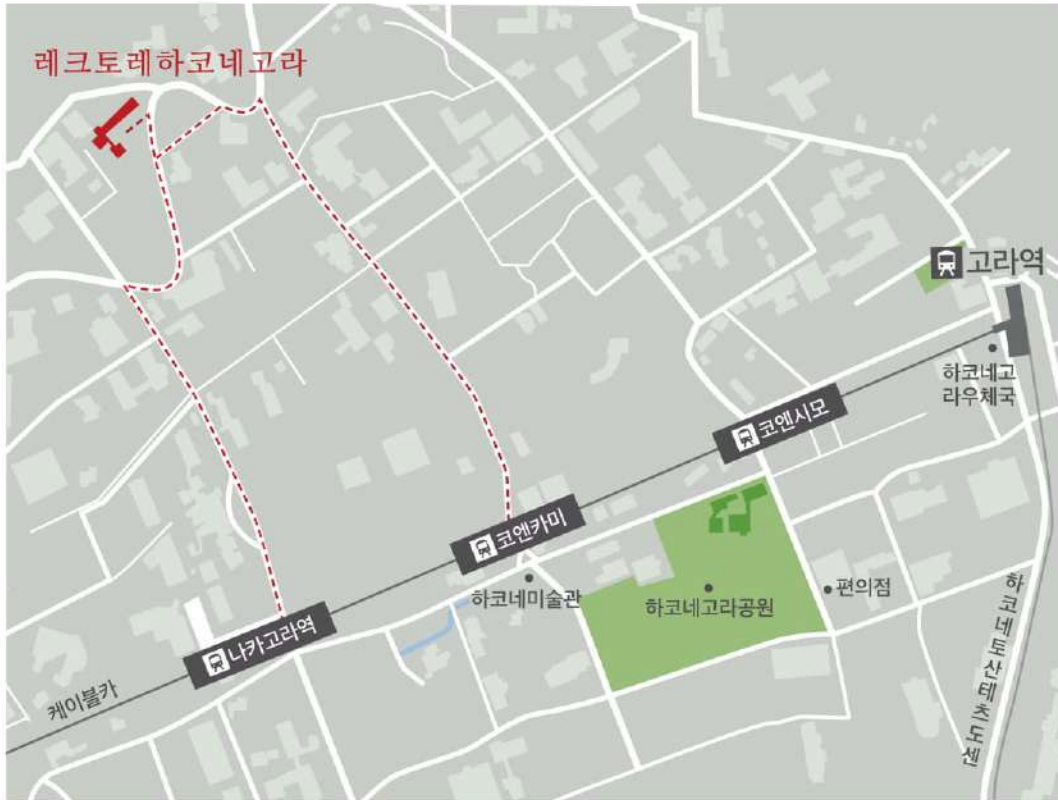 레크토레하코네고라
고라역
하코네고
라우체국
코엔시모
코엔카미
하코네미술관
하코네고라공원
편의점
나카고라역
케이블카
하코네토산테츠도센